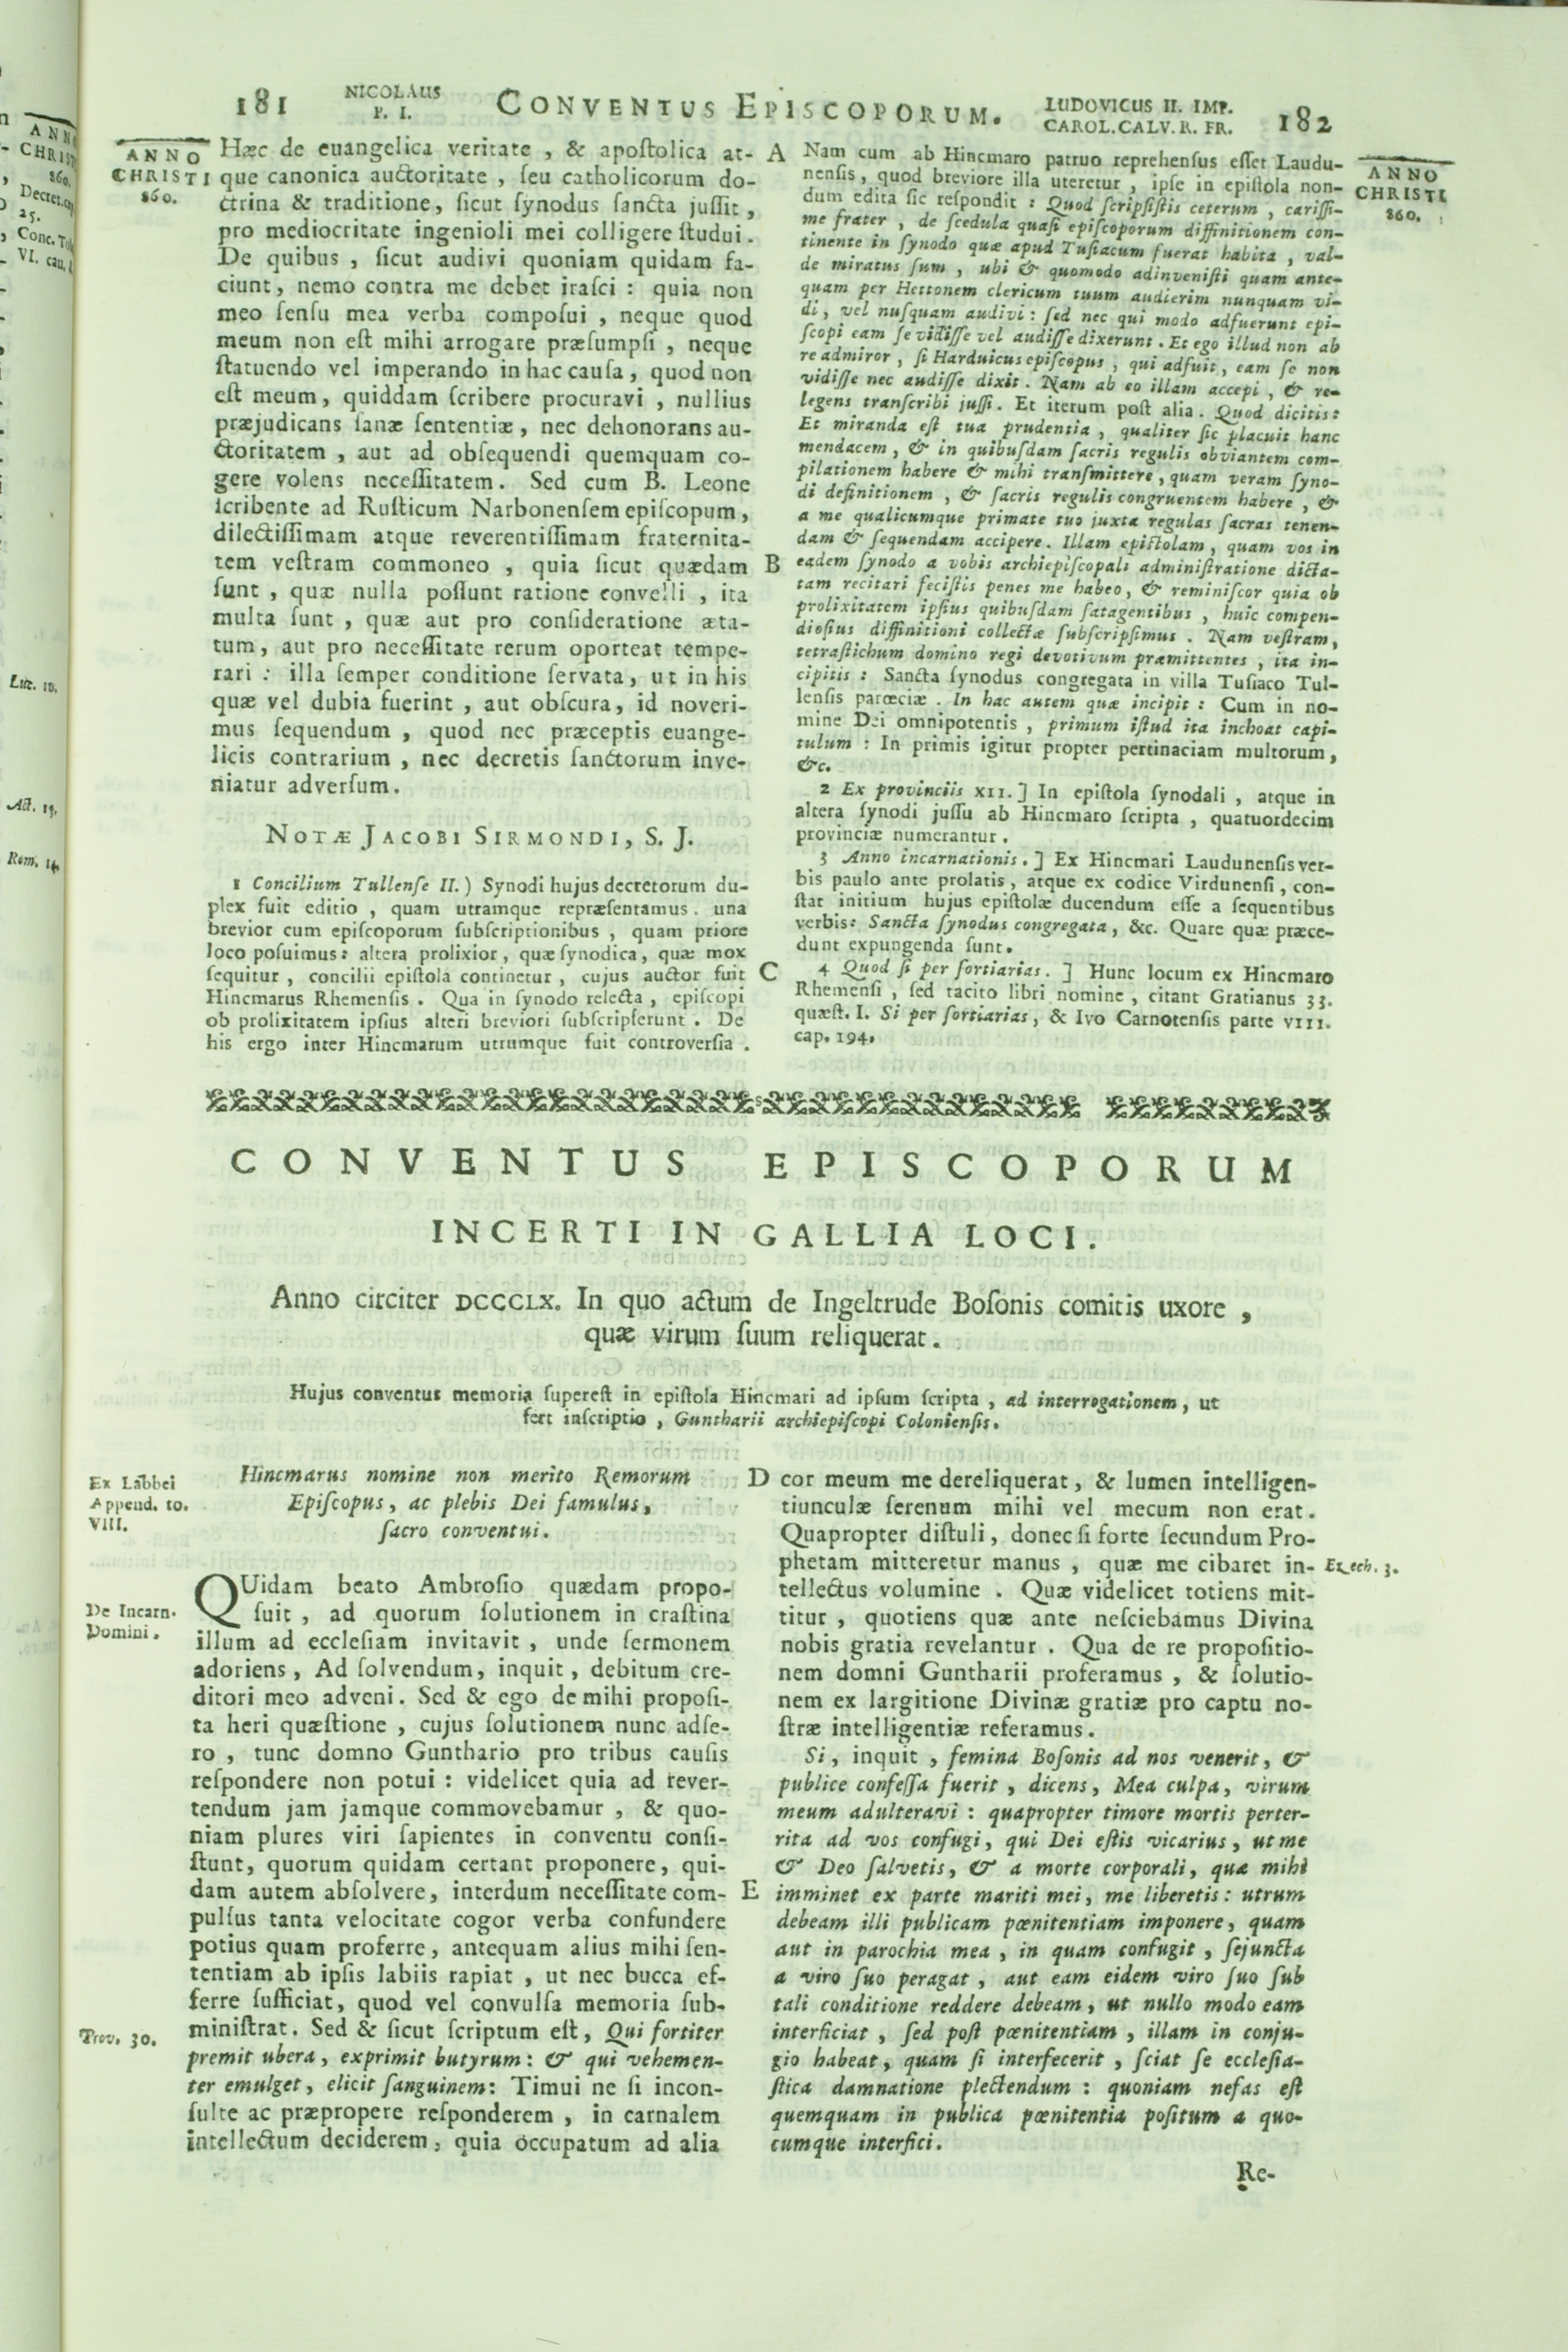 181 NICOLAUS P. I. CONVENTUS EPISCOPORUM. LUDOVICUS II. IMP. CAROL. CALV. R. FR. 182
ANNO
CHRISTI
860.
Hæc de euangelica veritate , & apoſtolica at-
que canonica auctoritate , ſeu catholicorum do-
ctrina & traditione, ſicut ſynodus ſancta juſſit,
pro mediocritate ingenioli mei colligere ſtudui.
De quibus , ſicut audivi quoniam quidam fa-
ciunt, nemo contra me debet iraſci : quia non
meo ſenſu mea verba compoſui , neque quod
meum non eſt mihi arrogare præſumpſi , neque
ſtatuendo vel imperando in hac cauſa, quod non
eſt meum, quiddam ſcribere procuravi , nullius
præjudicans ſanæ ſententiæ, nec dehonorans au-
ctoritatem , aut ad obſequendi quemquam co-
gere volens neceſſitatem. Sed cum B. Leone
ſcribente ad Ruſticum Narbonenſem epiſcopum,
dilectiſſimam atque reverentiſſimam fraternita-
tem veſtram commoneo , quia ſicut quædam
ſunt , quæ nulla poſſunt ratione convelli , ita
multa ſunt , quæ aut pro conſideratione æta-
tum, aut pro neceſſitate rerum oporteat tempe-
rari : illa ſemper conditione ſervata, ut in his
quæ vel dubia fuerint , aut obſcura, id noveri-
mus ſequendum , quod nec præceptis euange-
licis contrarium , nec decretis ſanctorum inve-
niatur adverſum.
NOTÆ JACOBI SIRMONDI, S. J.
1 Concilium Tullenſe II.) Synodi hujus decretorum du-
plex fuit editio , quam utramque repræſentamus. una
brevior cum epiſcoporum ſubſcriptionibus , quam priore
loco poſuimus: altera prolixior, quæ ſynodica, quæ mox
ſequitur , concilii epiſtola continetur , cujus auctor fuit
Hincmarus Rhemenſis . Qua in ſynodo relecta, epiſcopi
ob prolixitatem ipſius alteri breviori ſubſcripſerunt . De
his ergo inter Hincmarum utrumque fuit controverſia .
A
B
C
Nam cum ab Hincmaro patruo reprehenſus eſſet Laudu-
nenſis, quod breviore illa uteretur, ipſe in epiſtola non-
dum edita ſic reſpondit : Quod ſcripſiſtis ceterum , cariſſi-
me frater , de ſcedula quaſi epiſcoporum diffinitionem con-
tinente in ſynodo quæ apud Tuſiacum fuerat habita , val-
de miratus ſum , ubi & quomodo adinveniſti quam ante-
quam per Hettonem clericum tuum audierim nunquam vi-
di, vel nuſquam audivi : ſed nec qui modo adfuerunt epi-
ſcopi eam ſe vidiſſe vel audiſſe dixerunt . Et ego illud non ab
re admiror , ſi Harduicus epiſcopus , qui adfuit, eam ſe non
vidiſſe nec audiſſe dixit . Nam ab eo illam accepi , & re-
legens tranſcribi juſſi. Et iterum poſt alia. Quod dicitis:
Et miranda eſt tua prudentia , qualiter ſic placuit hanc
mendacem , & in quibuſdam ſacris regulis obviantem com-
pilationem habere & mihi tranſmittere, quam veram ſyno-
di definitionem , & ſacris regulis congruentem habere , &
a me qualicumque primate tuo juxta regulas ſacras tenen-
dam & ſequendam accipere. Illam epiſtolam, quam vos in
eadem ſynodo a vobis archiepiſcopali adminiſtratione dicta-
tam recitari feciſtis penes me habeo, & reminiſcor quia ob
prolixitatem ipſius quibuſdam ſatagentibus , huic compen-
dioſius diffinitioni collectæ ſubſcripſimus . Nam veſtram,
tetraſtichum domino regi devotivum præmittentes , ita in-
cipitis : Sancta ſynodus congregata in villa Tuſiaco Tul-
lenſis parœciæ . In hac autem quæ incipit : Cum in no-
mine Dei omnipotentis , primum iſtud ita inchoat capi-
tulum : In primis igitur propter pertinaciam multorum,
&c.
2 Ex provinciis XII.] In epiſtola ſynodali , atque in
altera ſynodi juſſu ab Hincmaro ſcripta , quatuordecim
provinciæ numerantur .
3 Anno incarnationis.] Ex Hincmari Laudunenſis ver-
bis paulo ante prolatis, atque ex codice Virdunenſi, con-
ſtat initium hujus epiſtolæ ducendum eſſe a ſequentibus
verbis: Sancta ſynodus congregata, &c. Quare quæ præce-
dunt expungenda ſunt.
4 Quod ſi per ſortiarias. ] Hunc locum ex Hincmaro
Rhemenſi , ſed tacito libri nomine , citant Gratianus 33.
quæſt. I. Si per ſortiarias, & Ivo Carnotenſis parte VIII.
cap. 194.
ANNO
CHRISTI
860.
Luc. 10.
Act. 15.
Rom. 14.
CONVENTUS EPISCOPORUM
INCERTI IN GALLIA LOCI.
Anno circiter DCCCLX. In quo actum de Ingeltrude Boſonis comitis uxore ,
quæ virum ſuum reliquerat.
Hujus conventus memoria ſupereſt in epiſtola Hincmari ad ipſum ſcripta , ad interrogationem, ut
fert inſcriptio , Guntharii archiepiſcopi Colonienſis.
Ex Labbei
Append. to.
VIII.
De Incarn.
Domini.
Prov. 30.
Hincmarus nomine non merito Remorum
Epiſcopus, ac plebis Dei famulus,
ſacro conventui.
QUidam beato Ambroſio quædam propo-
ſuit , ad quorum ſolutionem in craſtina
illum ad eccleſiam invitavit , unde ſermonem
adoriens, Ad ſolvendum, inquit, debitum cre-
ditori meo adveni. Sed & ego de mihi propoſi-
ta heri quæſtione , cujus ſolutionem nunc adſe-
ro , tunc domno Gunthario pro tribus cauſis
reſpondere non potui : videlicet quia ad rever-
tendum jam jamque commovebamur , & quo-
niam plures viri ſapientes in conventu conſi-
ſtunt, quorum quidam certant proponere, qui-
dam autem abſolvere, interdum neceſſitate com-
pulſus tanta velocitate cogor verba confundere
potius quam proferre, antequam alius mihi ſen-
tentiam ab ipſis labiis rapiat , ut nec bucca ef-
ferre ſufficiat, quod vel convulſa memoria ſub-
miniſtrat. Sed & ſicut ſcriptum eſt, Qui fortiter
premit ubera, exprimit butyrum: & qui vehemen-
ter emulget, elicit ſanguinem: Timui ne ſi incon-
ſulte ac præpropere reſponderem , in carnalem
intellectum deciderem, quia occupatum ad alia
D
E
cor meum me dereliquerat, & lumen intelligen-
tiunculæ ſerenum mihi vel mecum non erat.
Quapropter diſtuli, donec ſi forte ſecundum Pro-
phetam mitteretur manus , quæ me cibaret in-
tellectus volumine . Quæ videlicet totiens mit-
titur , quotiens quæ ante neſciebamus Divina
nobis gratia revelantur . Qua de re propoſitio-
nem domni Guntharii proferamus , & ſolutio-
nem ex largitione Divinæ gratiæ pro captu no-
ſtræ intelligentiæ referamus.
Si, inquit , femina Boſonis ad nos venerit, &
publice confeſſa fuerit , dicens, Mea culpa, virum
meum adulteravi : quapropter timore mortis perter-
rita ad vos confugi, qui Dei eſtis vicarius, ut me
& Deo ſalvetis, & a morte corporali, quæ mihi
imminet ex parte mariti mei, me liberetis: utrum
debeam illi publicam pœnitentiam imponere, quam
aut in parochia mea , in quam confugit , ſejuncta
a viro ſuo peragat , aut eam eidem viro ſuo ſub
tali conditione reddere debeam, ut nullo modo eam
interficiat , ſed poſt pœnitentiam , illam in conju-
gio habeat, quam ſi interfecerit , ſciat ſe eccleſia-
ſtica damnatione plectendum : quoniam nefas eſt
quemquam in publica pœnitentia poſitum a quo-
cumque interfici.
Ezech. 3.
Re-